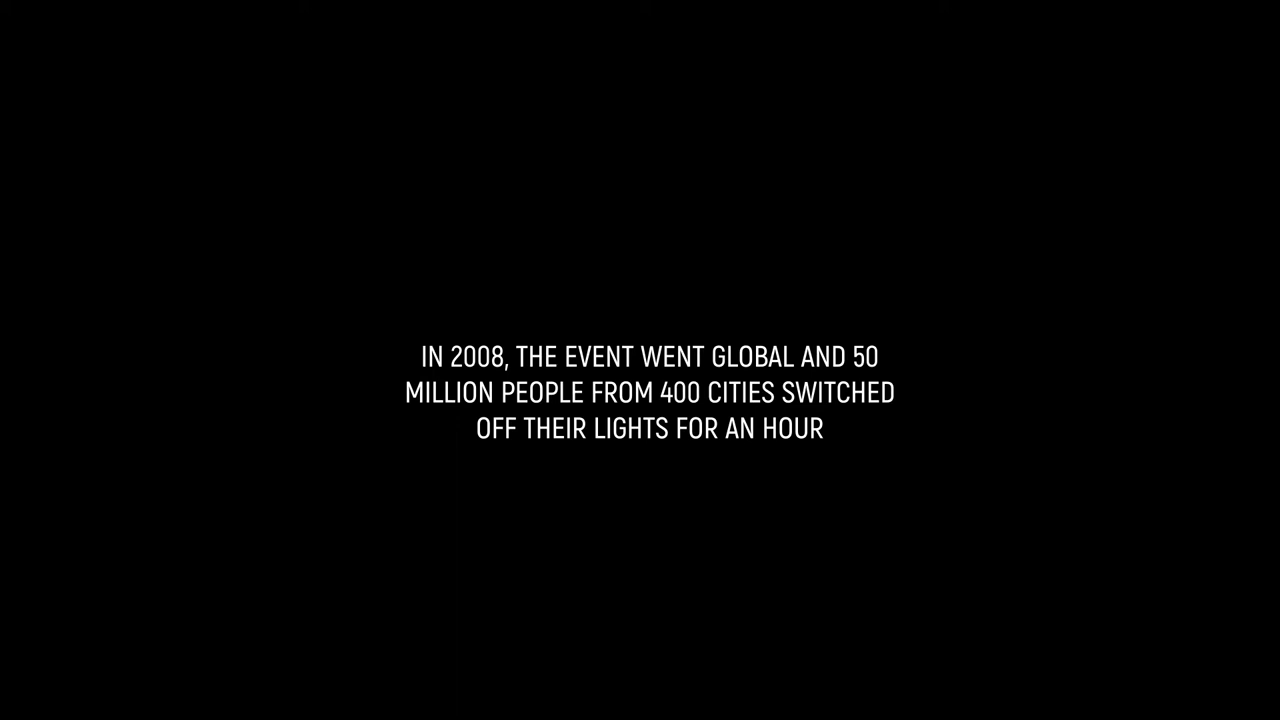 IN 2008, THE EVENT WENT GLOBAL AND 50
MILLION PEOPLE FROM 400 CITIES SWITCHED
OFF THEIR LIGHTS FOR AN HOUR